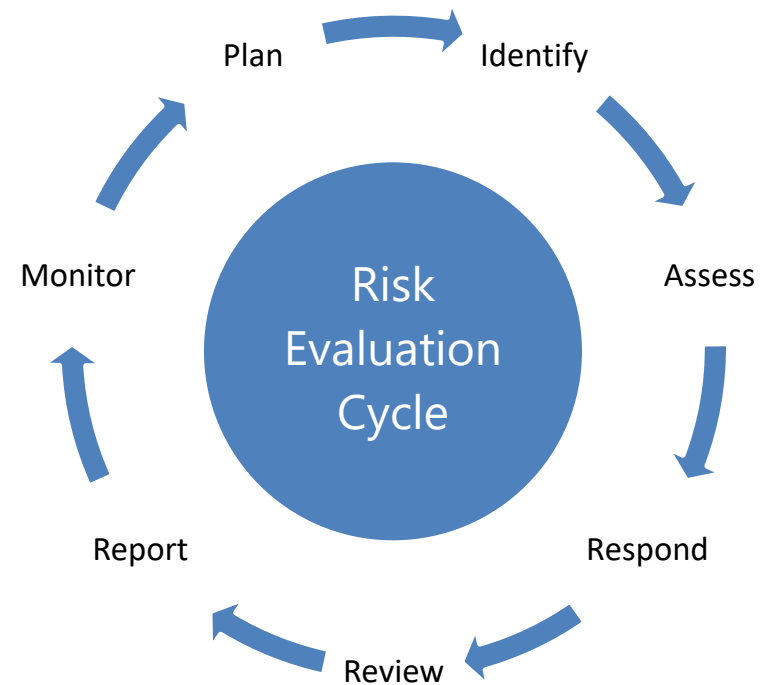 Plan
Identify
Assess
Respond
Review
Report
Monitor
Risk
Evaluation
Cycle